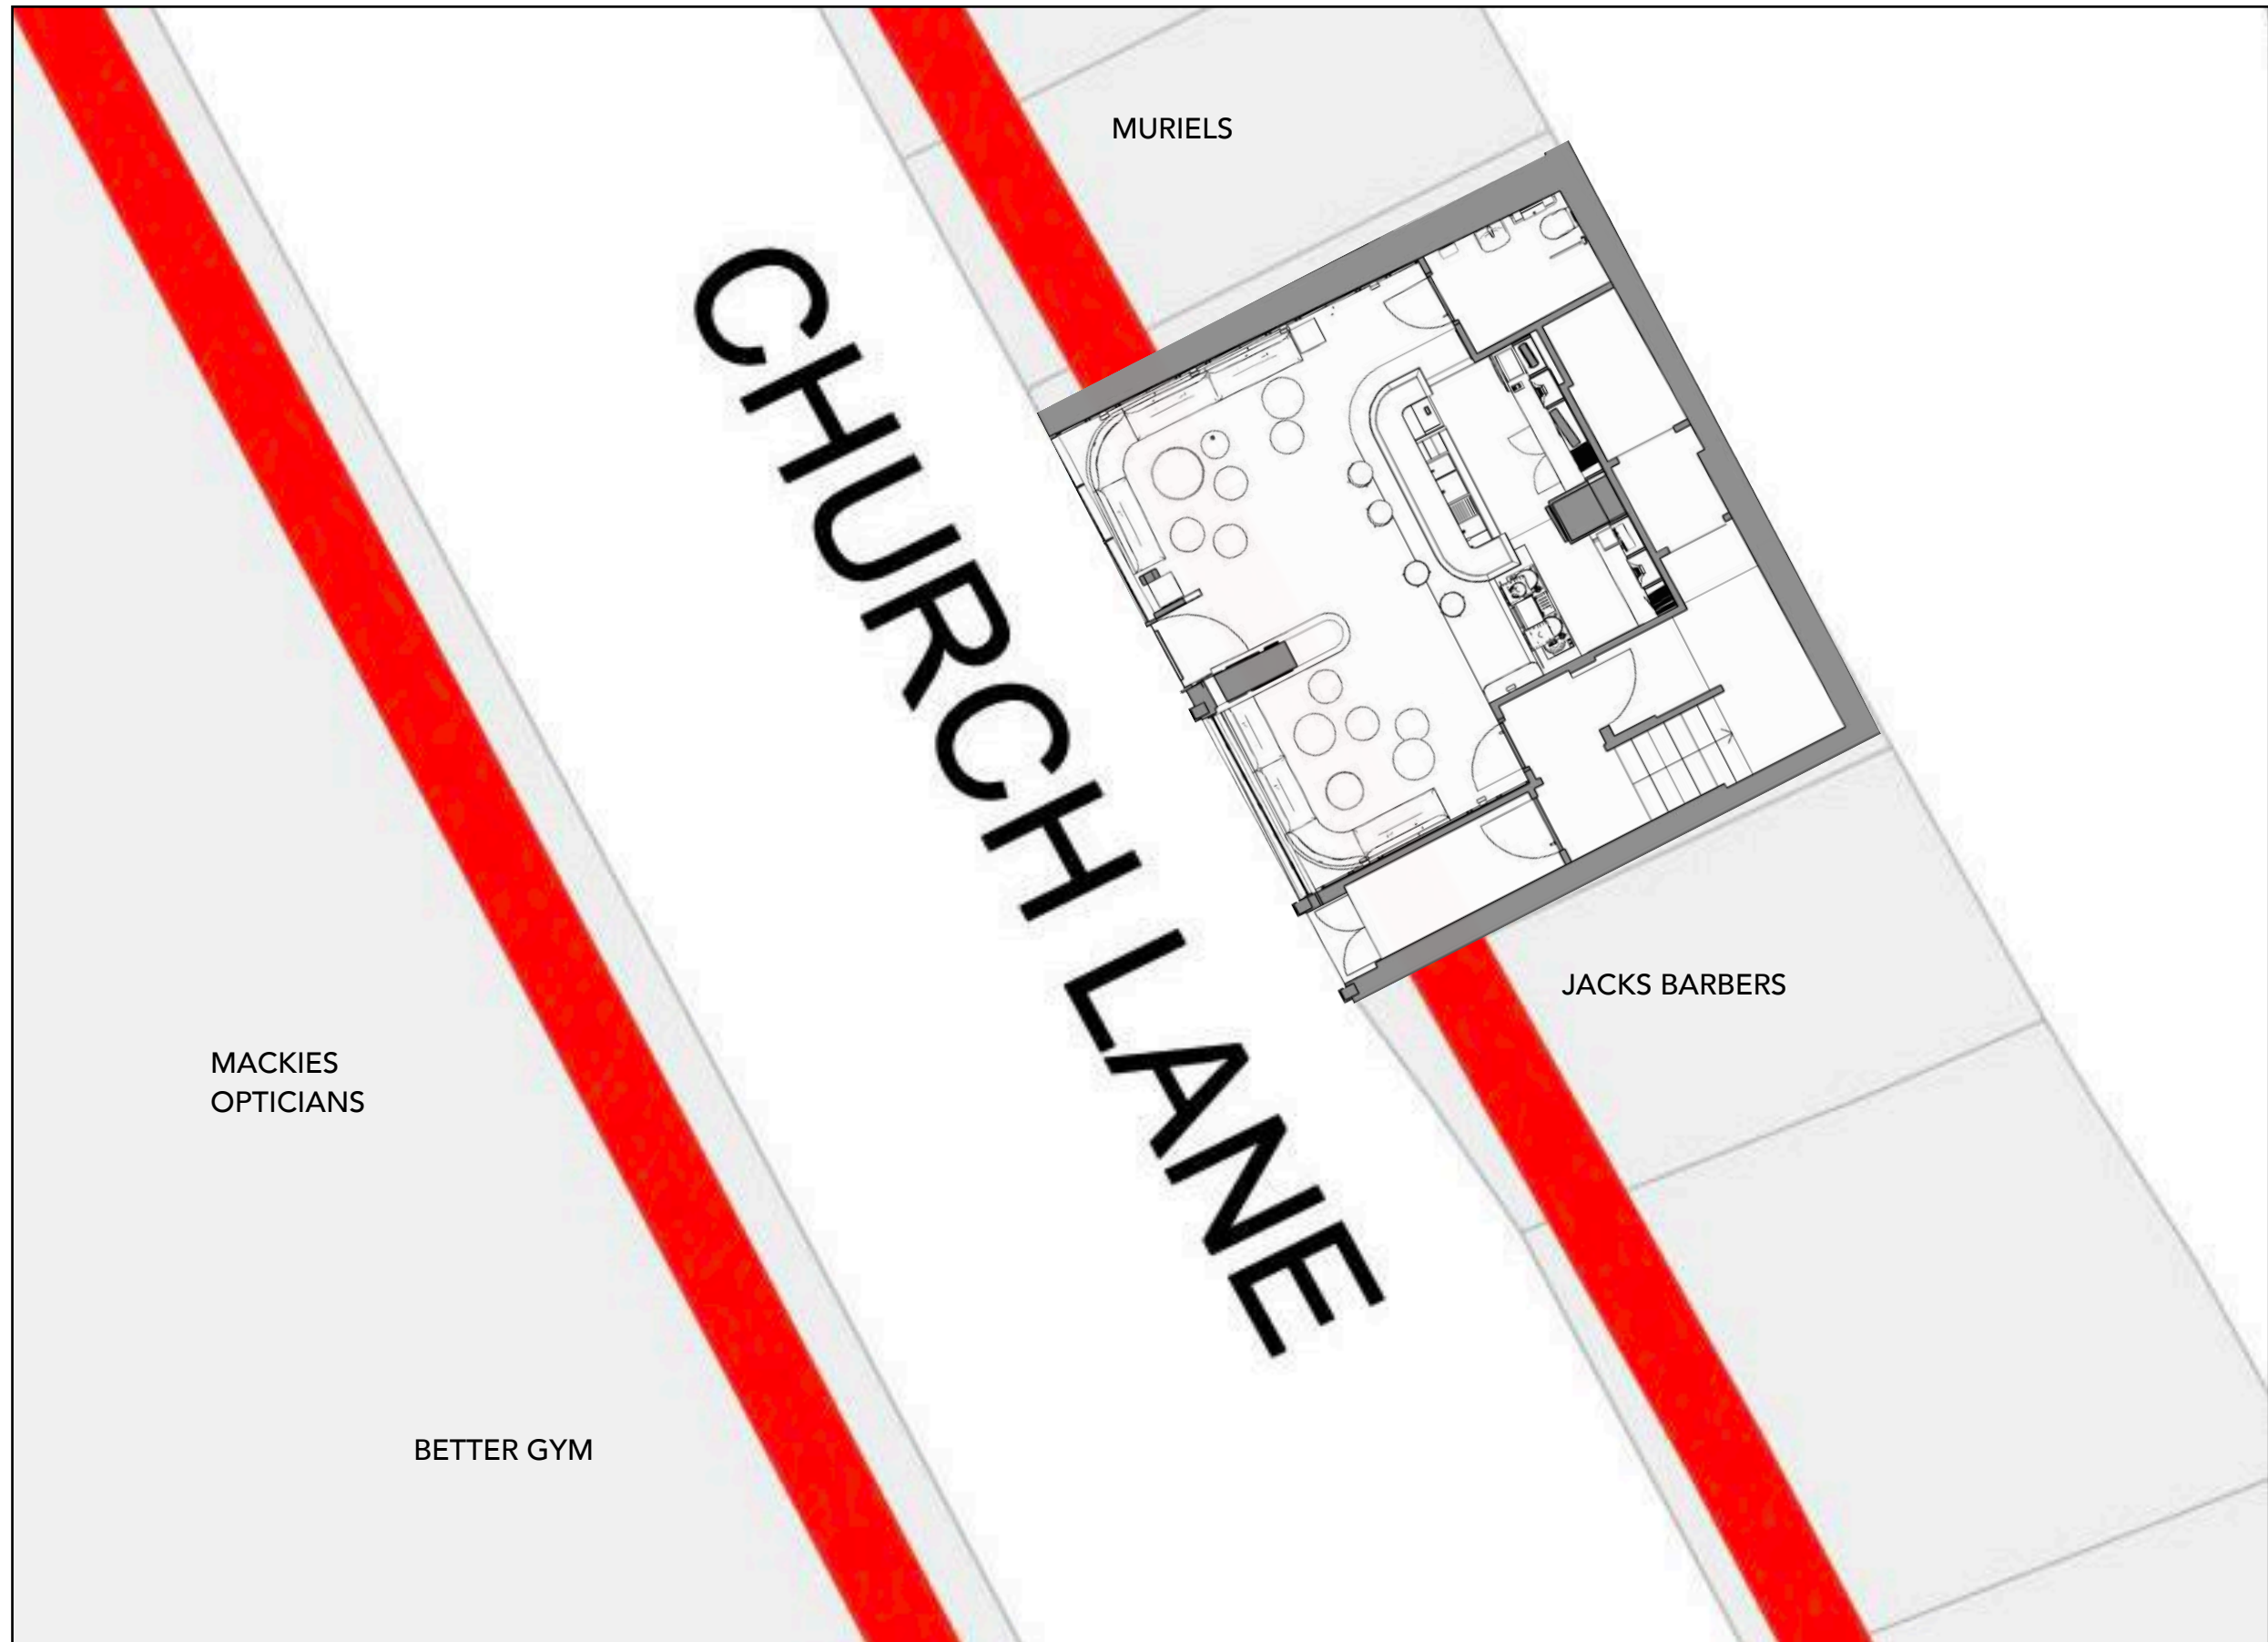 MURIELS
CHURCH LANE
JACKS BARBERS
MACKIES
OPTICIANS
BETTER GYM